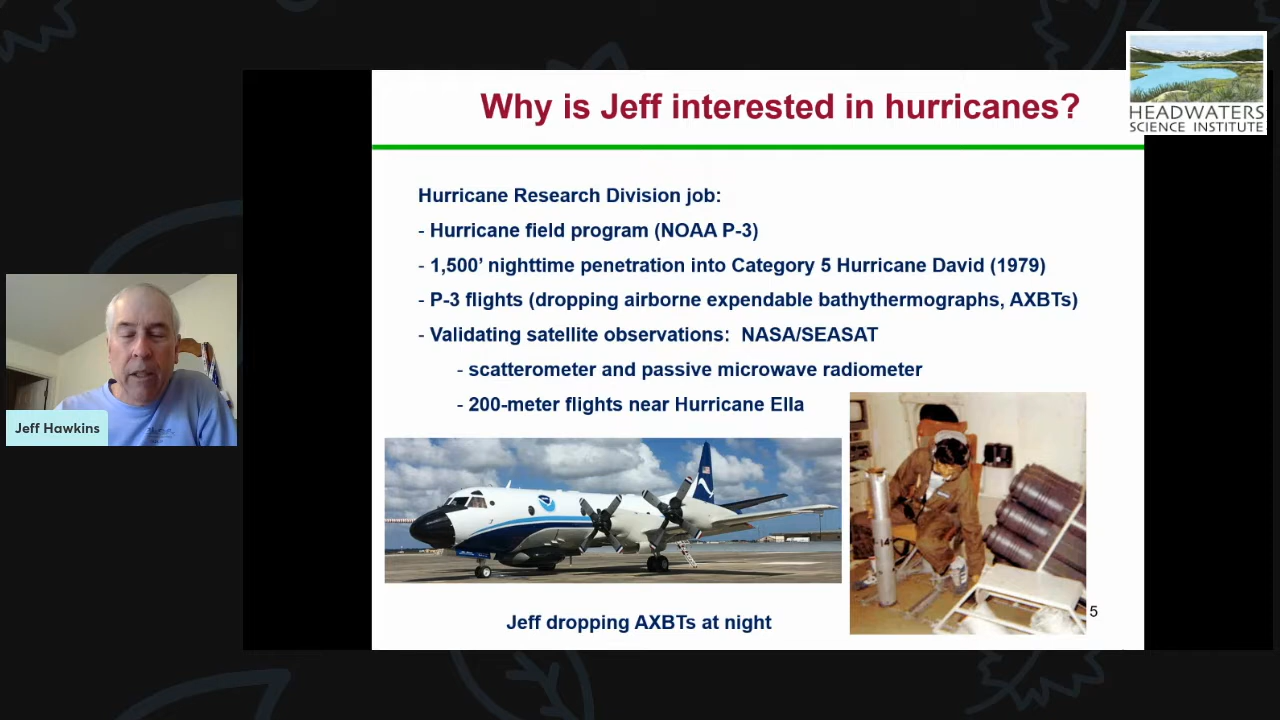 Why is Jeff interested in hurricanes?
HEADWATERS
SCIENCE INSTITUTE
Hurricane Research Division job:
- Hurricane field program (NOAA P-3)
- 1,500’ nighttime penetration into Category 5 Hurricane David (1979)
- P-3 flights (dropping airborne expendable bathythermographs, AXBTs)
- Validating satellite observations:  NASA/SEASAT
- scatterometer and passive microwave radiometer
- 200-meter flights near Hurricane Ella
Jeff Hawkins
Jeff dropping AXBTs at night
5